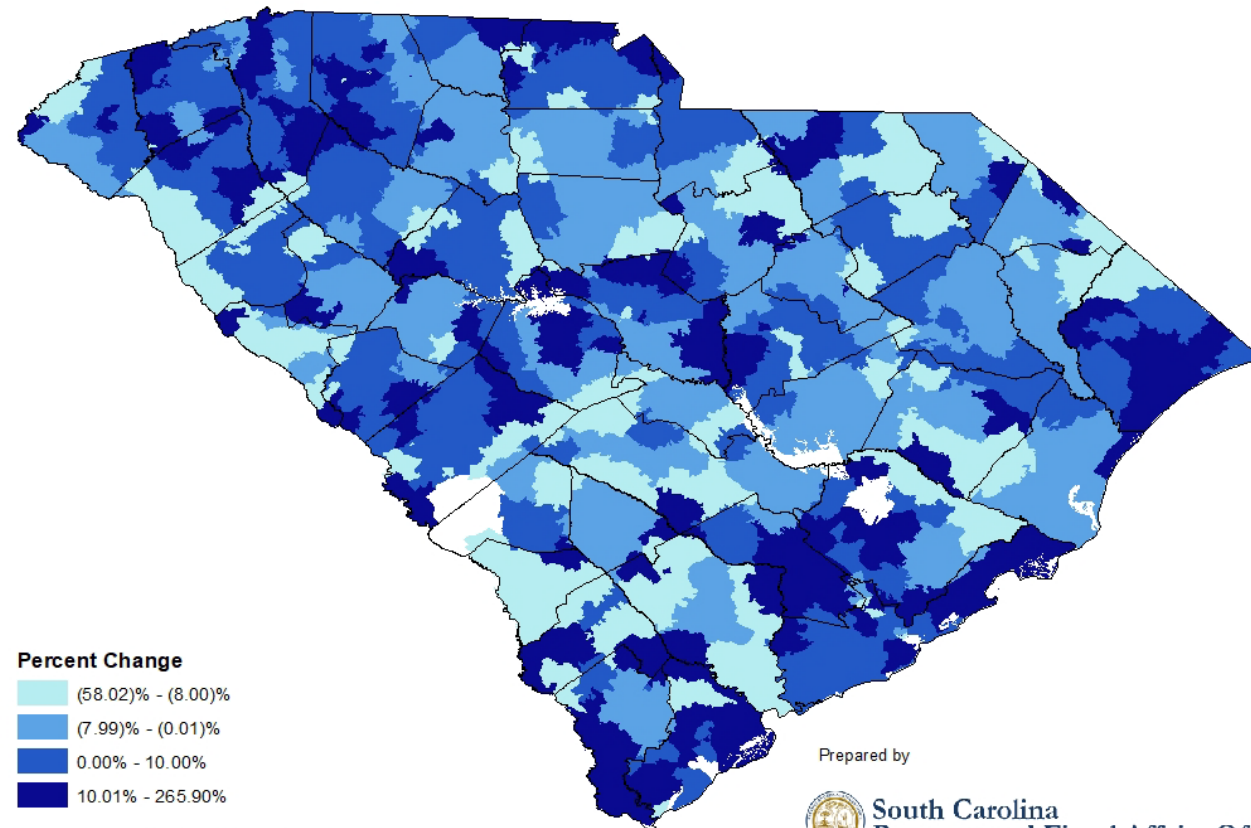 Percent Change
(58.02)% - (8.00)%
(7.99)% - (0.01)%
0.00% - 10.00%
10.01% - 265.90%
Prepared by
South Carolina